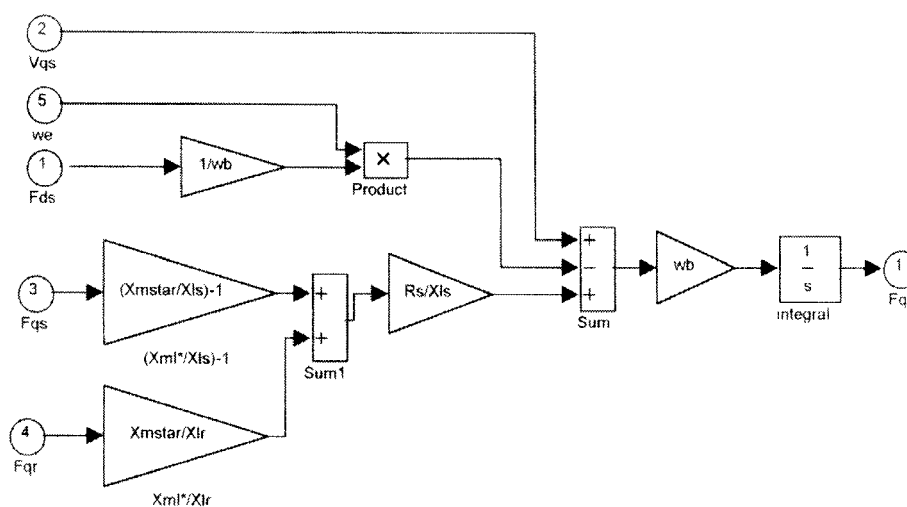 2
Vqs
5
we
1
Fds
1/wb
×
Product
3
Fqs
(Xmstar/Xls)-1
(Xml*/Xls)-1
+
+
Sum1
Rs/Xls
+
−
+
Sum
wb
1
s
integral
1
Fq
4
Fqr
Xmstar/Xlr
Xml*/Xlr